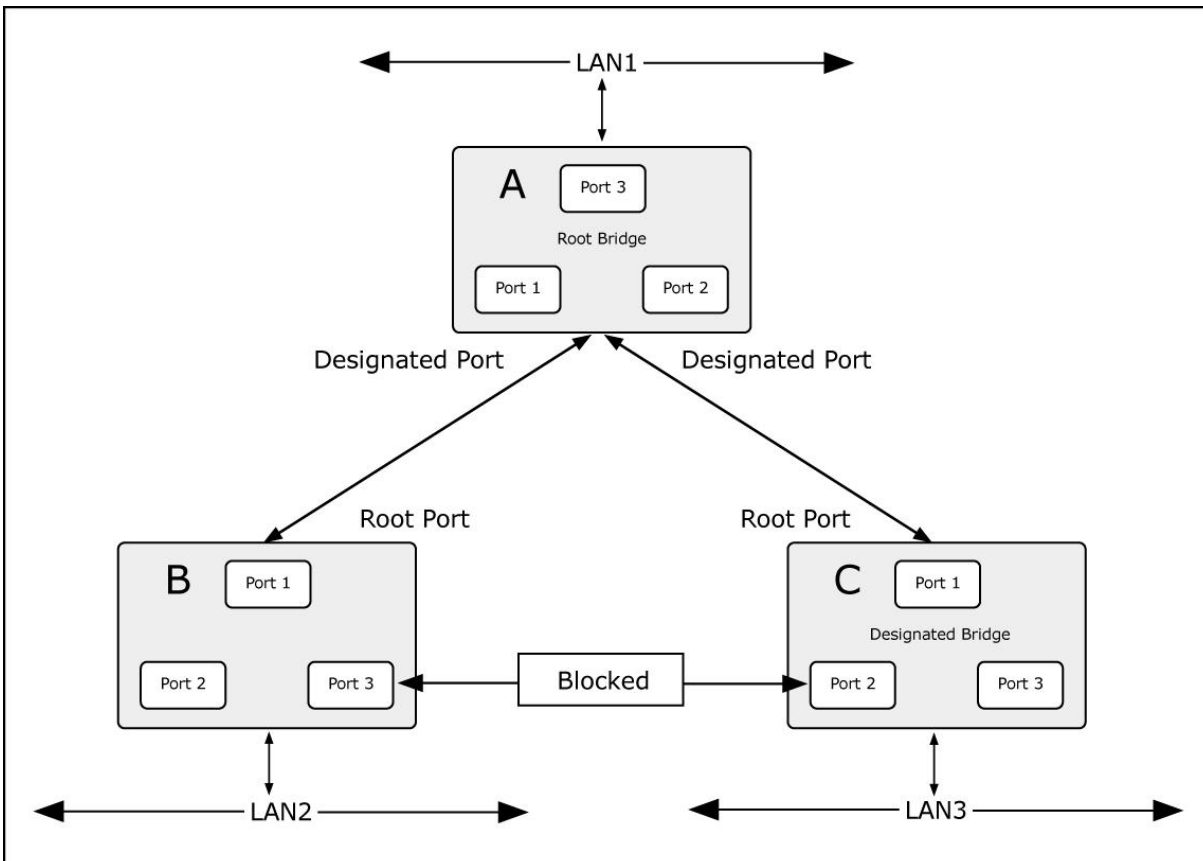 LAN1
A
Port 3
Root Bridge
Port 1
Port 2
Designated Port
Designated Port
Root Port
Root Port
B
Port 1
Port 2
Port 3
Blocked
C
Port 1
Designated Bridge
Port 2
Port 3
LAN2
LAN3